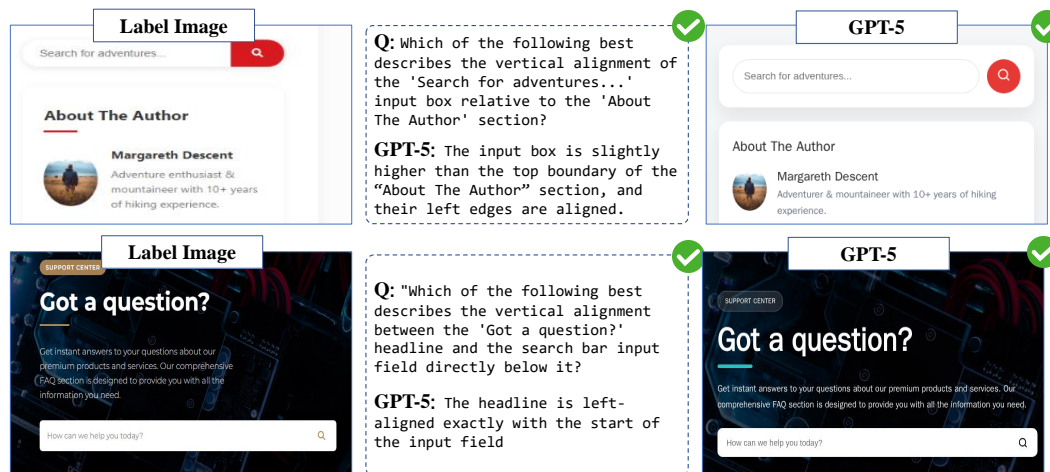 Label Image
Search for adventures...
About The Author
Margareth Descent
Adventure enthusiast &
mountaineer with 10+ years
of hiking experience.
Q: Which of the following best
describes the vertical alignment of
the 'Search for adventures...'
input box relative to the 'About
The Author' section?
GPT-5: The input box is slightly
higher than the top boundary of the
“About The Author” section, and
their left edges are aligned.
GPT-5
Search for adventures...
About The Author
Margareth Descent
Adventurer & mountaineer with 10+ years of hiking
experience.
Label Image
SUPPORT CENTER
Got a question?
Get instant answers to your questions about our
premium products and services. Our comprehensive
FAQ section is designed to provide you with all the
information you need.
How can we help you today?
Q: "Which of the following best
describes the vertical alignment
between the 'Got a question?'
headline and the search bar input
field directly below it?
GPT-5: The headline is left-
aligned exactly with the start of
the input field
GPT-5
SUPPORT CENTER
Got a question?
Get instant answers to your questions about our premium products and services. Our
comprehensive FAQ section is designed to provide you with all the information you need.
How can we help you today?